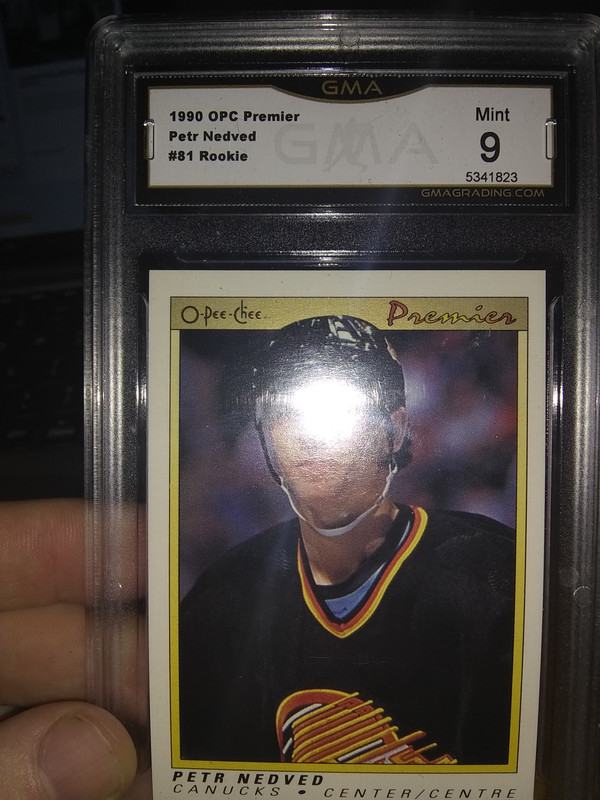 GMA
1990 OPC Premier
Petr Nedved
#81 Rookie
GMA
Mint
9
5341823
GMAGRADING.COM
O-Pee-Chee
Premier
PETR NEDVED
CANUCKS • CENTER/CENTRE